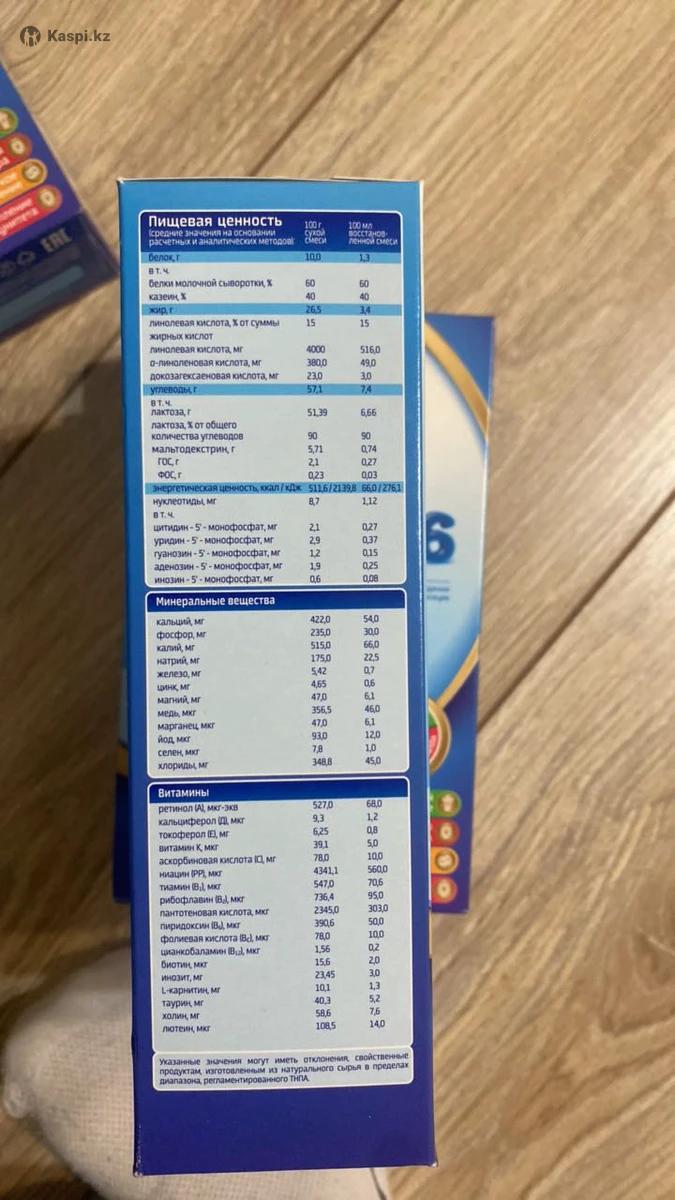 Kaspi.kz
EAC
Пищевая ценность
(средние значения на основании
расчетных и аналитических методов)
100 г
сухой
смеси
100 мл
восстанов-
ленной смеси
белок, г 10,0 1,3
в т. ч.
белки молочной сыворотки, % 60 60
казеин, % 40 40
жир, г 26,5 3,4
линолевая кислота, % от суммы 15 15
жирных кислот
линолевая кислота, мг 4000 516,0
α-линоленовая кислота, мг 380,0 49,0
докозагексаеновая кислота, мг 23,0 3,0
углеводы, г 57,1 7,4
в т. ч.
лактоза, г 51,39 6,66
лактоза, % от общего
количества углеводов 90 90
мальтодекстрин, г 5,71 0,74
ГОС, г 2,1 0,27
ФОС, г 0,23 0,03
энергетическая ценность, ккал / кДж 511,6 / 2139,8 66,0 / 276,1
нуклеотиды, мг 8,7 1,12
в т. ч.
цитидин - 5' - монофосфат, мг 2,1 0,27
уридин - 5' - монофосфат, мг 2,9 0,37
гуанозин - 5' - монофосфат, мг 1,2 0,15
аденозин - 5' - монофосфат, мг 1,9 0,25
инозин - 5' - монофосфат, мг 0,6 0,08
Минеральные вещества
кальций, мг 422,0 54,0
фосфор, мг 235,0 30,0
калий, мг 515,0 66,0
натрий, мг 175,0 22,5
железо, мг 5,42 0,7
цинк, мг 4,65 0,6
магний, мг 47,0 6,1
медь, мкг 356,5 46,0
марганец, мкг 47,0 6,1
йод, мкг 93,0 12,0
селен, мкг 7,8 1,0
хлориды, мг 348,8 45,0
Витамины
ретинол (А), мкг-экв 527,0 68,0
кальциферол (Д), мкг 9,3 1,2
токоферол (Е), мг 6,25 0,8
витамин К, мкг 39,1 5,0
аскорбиновая кислота (С), мг 78,0 10,0
ниацин (РР), мкг 4341,1 560,0
тиамин (В₁), мкг 547,0 70,6
рибофлавин (В₂), мкг 736,4 95,0
пантотеновая кислота, мкг 2345,0 303,0
пиридоксин (В₆), мкг 390,6 50,0
фолиевая кислота (Вс), мкг 78,0 10,0
цианкобаламин (В₁₂), мкг 1,56 0,2
биотин, мкг 15,6 2,0
инозит, мг 23,45 3,0
L-карнитин, мг 10,1 1,3
таурин, мг 40,3 5,2
холин, мг 58,6 7,6
лютеин, мкг 108,5 14,0
Указанные значения могут иметь отклонения, свойственные
продуктам, изготовленным из натурального сырья в пределах
диапазона, регламентированного ТНПА.
6